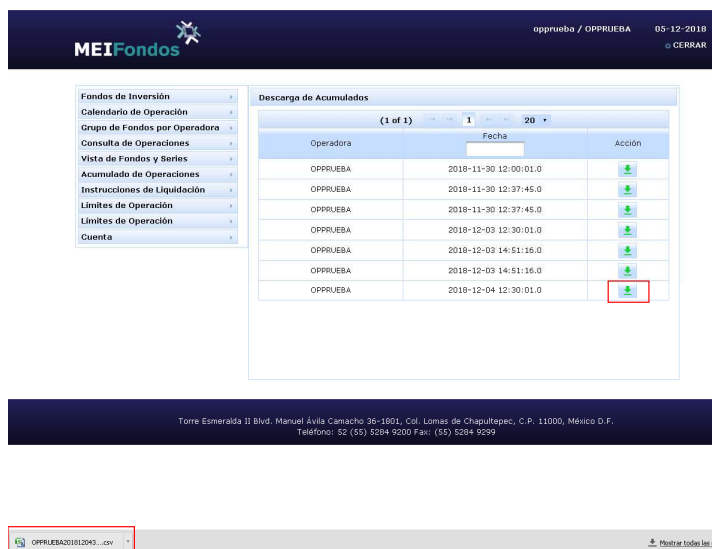 MEIFondos
opprueba / OPPRUEBA 05-12-2018
CERRAR
Fondos de Inversión
Calendario de Operación
Grupo de Fondos por Operadora
Consulta de Operaciones
Vista de Fondos y Series
Acumulado de Operaciones
Instrucciones de Liquidación
Límites de Operación
Límites de Operación
Cuenta
Descarga de Acumulados
(1 of 1) 1 20
Operadora Fecha Acción
OPPRUEBA 2018-11-30 12:00:01.0
OPPRUEBA 2018-11-30 12:37:45.0
OPPRUEBA 2018-11-30 12:37:45.0
OPPRUEBA 2018-12-03 12:30:01.0
OPPRUEBA 2018-12-03 14:51:16.0
OPPRUEBA 2018-12-03 14:51:16.0
OPPRUEBA 2018-12-04 12:30:01.0
Torre Esmeralda II Blvd. Manuel Ávila Camacho 36-1801, Col. Lomas de Chapultepec, C.P. 11000, México D.F.
Teléfono: 52 (55) 5284 9200 Fax: (55) 5284 9299
OPPRUEBA201812043....csv
Mostrar todas las